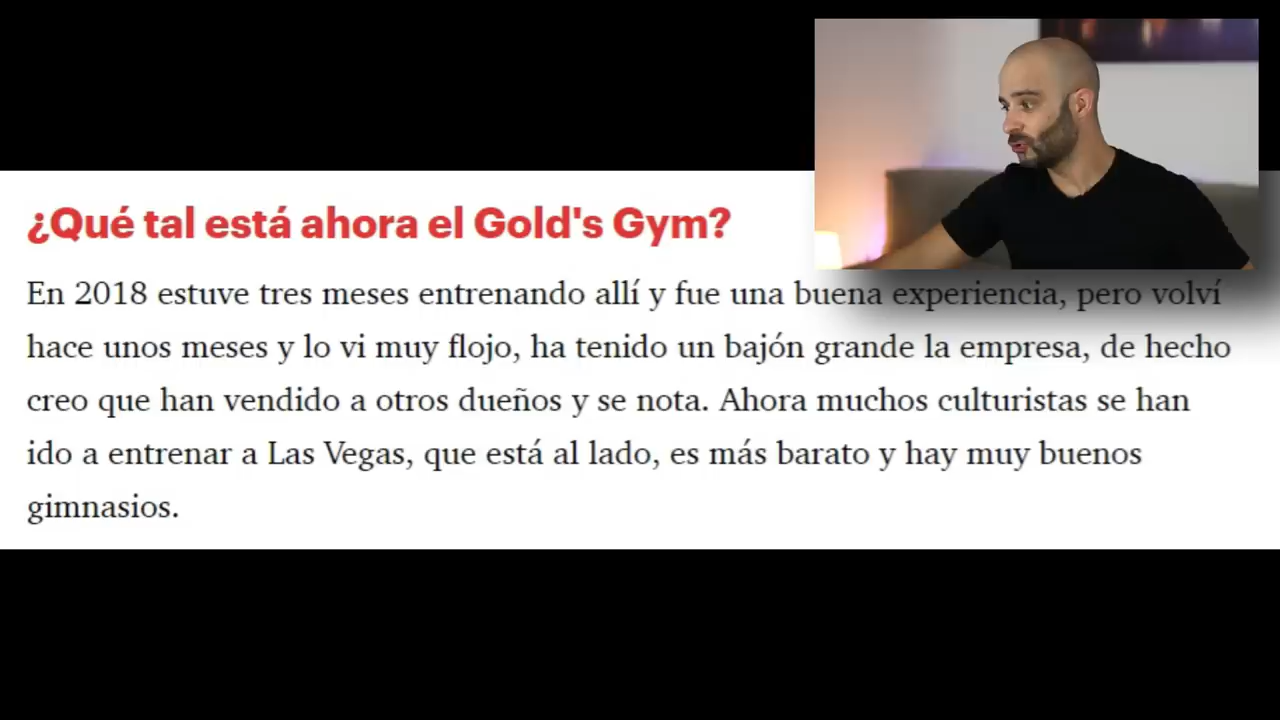 ¿Qué tal está ahora el Gold's Gym?
En 2018 estuve tres meses entrenando allí y fue una buena experiencia, pero volví
hace unos meses y lo vi muy flojo, ha tenido un bajón grande la empresa, de hecho
creo que han vendido a otros dueños y se nota. Ahora muchos culturistas se han
ido a entrenar a Las Vegas, que está al lado, es más barato y hay muy buenos
gimnasios.